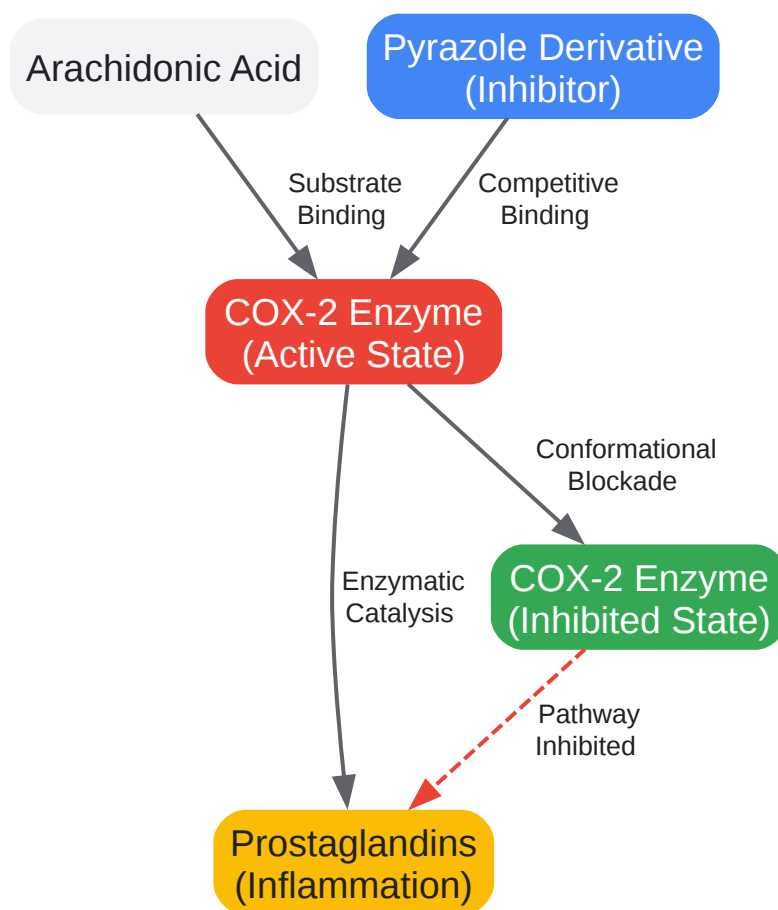 Arachidonic Acid
Pyrazole Derivative
(Inhibitor)
Substrate
Binding
Competitive
Binding
COX-2 Enzyme
(Active State)
Conformational
Blockade
Enzymatic
Catalysis
COX-2 Enzyme
(Inhibited State)
Pathway
Inhibited
Prostaglandins
(Inflammation)